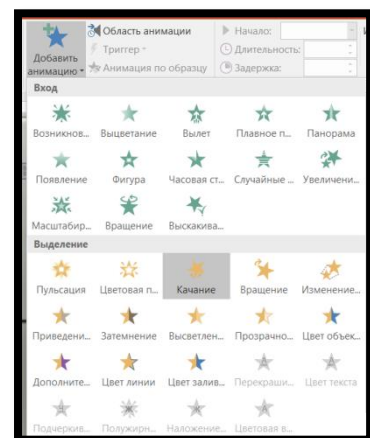 Добавить анимацию
Область анимации
Триггер
Анимация по образцу
Начало:
Длительность:
Задержка:
Вход
Возникнов... Выцветание Вылет Плавное п... Панорама
Появление Фигура Часовая ст... Случайные ... Увеличени...
Масштабир... Вращение Выскакива...
Выделение
Пульсация Цветовая п... Качание Вращение Изменение...
Приведени... Затемнение Высветлен... Прозрачно... Цвет объек...
Дополните... Цвет линии Цвет залив... Перекраши... Цвет текста
Подчеркив... Полужирн... Наложение... Цветовая в...